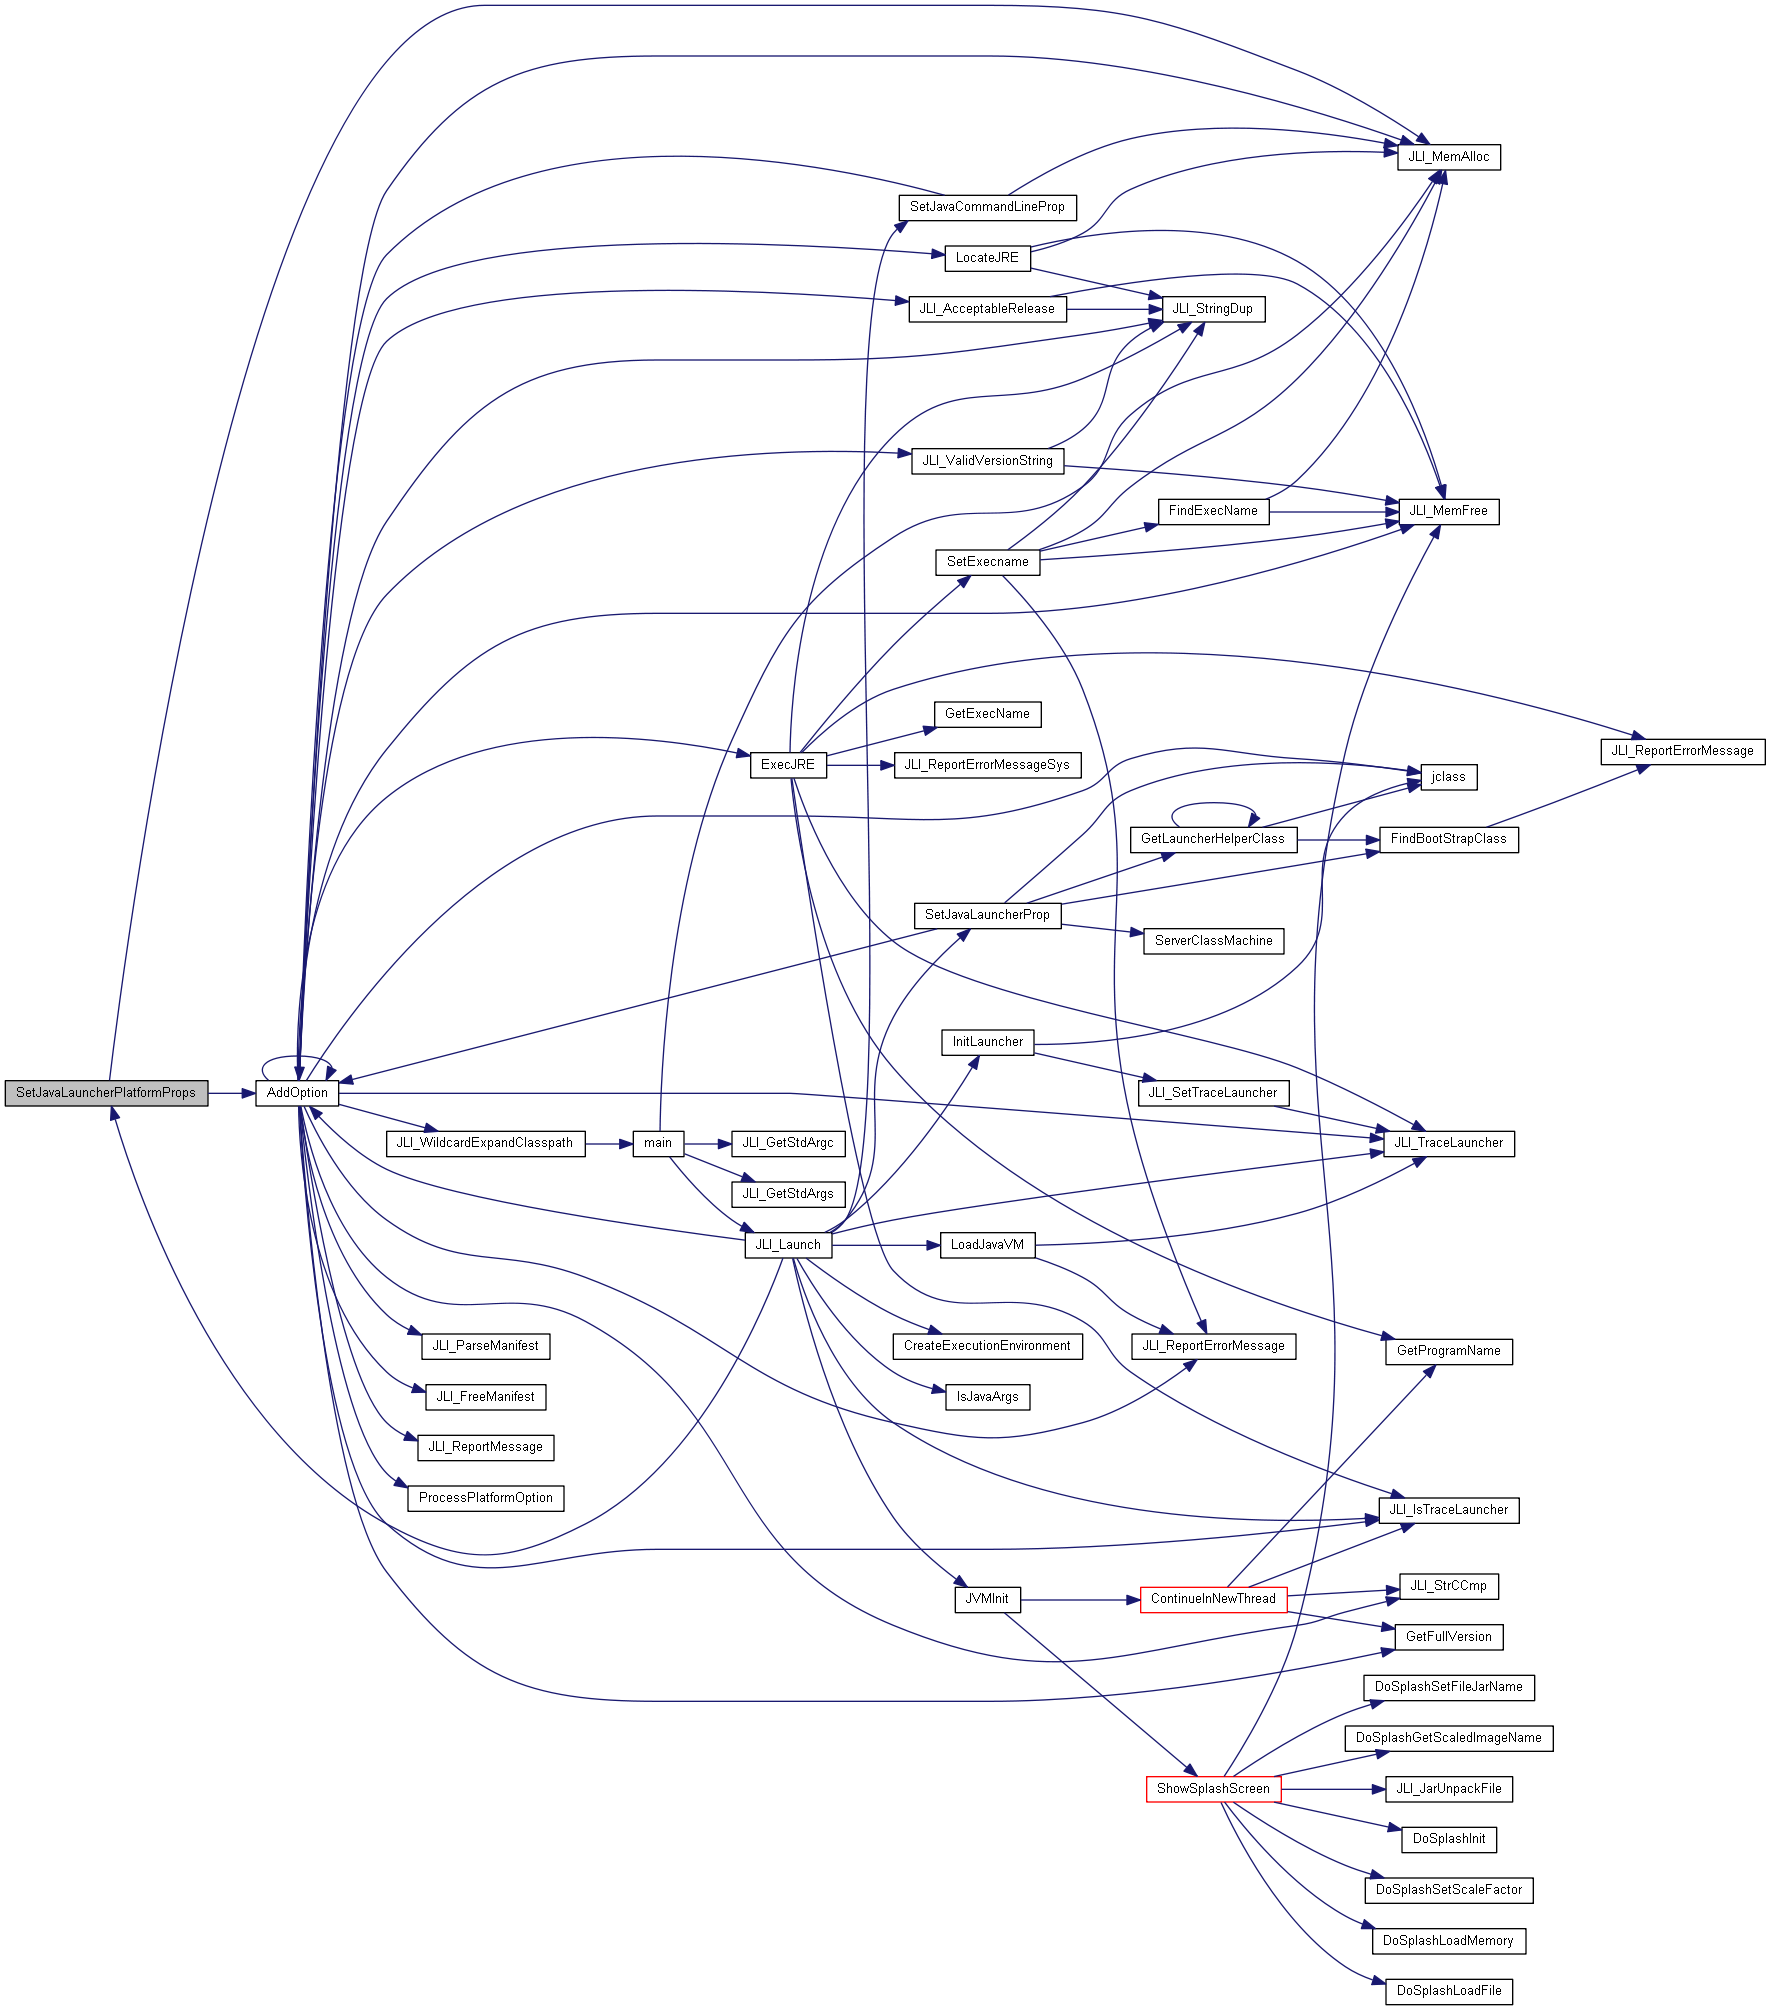 JLI_MemAlloc
SetJavaCommandLineProp
LocateJRE
JLI_AcceptableRelease
JLI_StringDup
JLI_ValidVersionString
FindExecName
JLI_MemFree
SetExecname
GetExecName
JLI_ReportErrorMessage
ExecJRE
JLI_ReportErrorMessageSys
jclass
GetLauncherHelperClass
FindBootStrapClass
SetJavaLauncherProp
ServerClassMachine
InitLauncher
SetJavaLauncherPlatformProps
AddOption
JLI_SetTraceLauncher
JLI_WildcardExpandClasspath
main
JLI_GetStdArgc
JLI_TraceLauncher
JLI_GetStdArgs
JLI_Launch
LoadJavaVM
JLI_ParseManifest
CreateExecutionEnvironment
JLI_ReportErrorMessage
GetProgramName
JLI_FreeManifest
IsJavaArgs
JLI_ReportMessage
ProcessPlatformOption
JLI_IsTraceLauncher
JLI_StrCCmp
JVMInit
ContinueInNewThread
GetFullVersion
DoSplashSetFileJarName
DoSplashGetScaledImageName
ShowSplashScreen
JLI_JarUnpackFile
DoSplashInit
DoSplashSetScaleFactor
DoSplashLoadMemory
DoSplashLoadFile